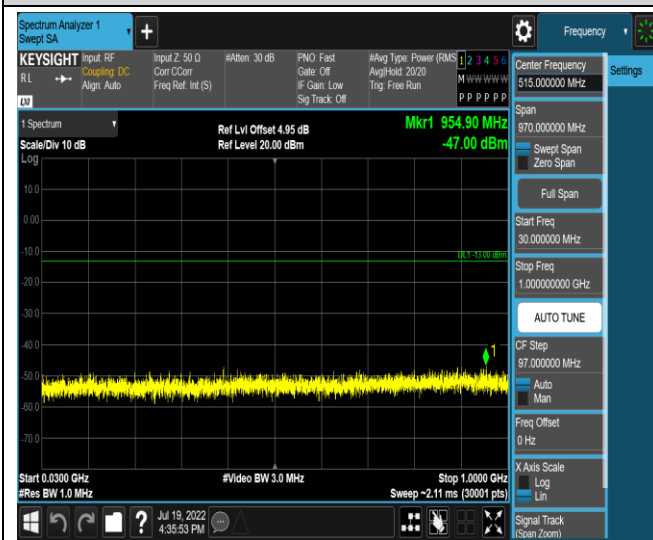 Spectrum Analyzer 1
Swept SA
+
Frequency
KEYSIGHT
RL
LXI
Input: RF
Coupling: DC
Align: Auto
Input Z: 50 Ω
Corr CCorr
Freq Ref: Int (S)
#Atten: 30 dB
PNO: Fast
Gate: Off
IF Gain: Low
Sig Track: Off
#Avg Type: Power (RMS
Avg|Hold: 20/20
Trig: Free Run
1 2 3 4 5 6
M W W W W W
P P P P P P
Settings
Center Frequency
515.000000 MHz
Span
970.000000 MHz
Swept Span
Zero Span
Full Span
Start Freq
30.000000 MHz
Stop Freq
1.000000000 GHz
AUTO TUNE
CF Step
97.000000 MHz
Auto
Man
Freq Offset
0 Hz
X Axis Scale
Log
Lin
Signal Track
(Span Zoom)
1 Spectrum
Scale/Div 10 dB
Log
Ref Lvl Offset 4.95 dB
Ref Level 20.00 dBm
Mkr1 954.90 MHz
-47.00 dBm
10.0
0.00
-10.0
DL1 -13.00 dBm
-20.0
-30.0
-40.0
1
-50.0
-60.0
-70.0
Start 0.0300 GHz
#Res BW 1.0 MHz
#Video BW 3.0 MHz
Stop 1.0000 GHz
Sweep ~2.11 ms (30001 pts)
?
Jul 19, 2022
4:35:53 PM